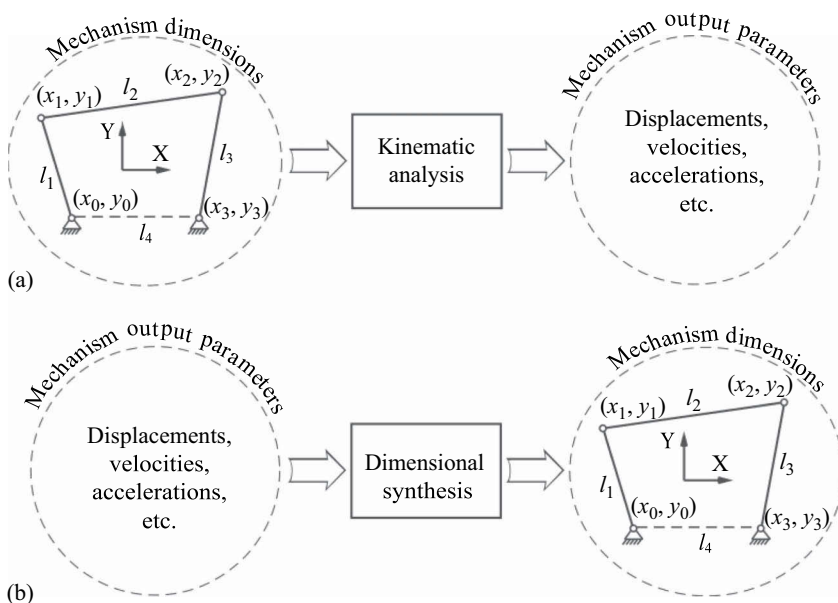 Mechanism dimensions
(x1, y1)
l2
(x2, y2)
Y
X
l1
l3
(x0, y0)
(x3, y3)
l4
Kinematic
analysis
Mechanism output parameters
Displacements,
velocities,
accelerations,
etc.
(a)
Mechanism output parameters
Displacements,
velocities,
accelerations,
etc.
Dimensional
synthesis
Mechanism dimensions
(x1, y1)
l2
(x2, y2)
Y
X
l1
l3
(x0, y0)
(x3, y3)
l4
(b)